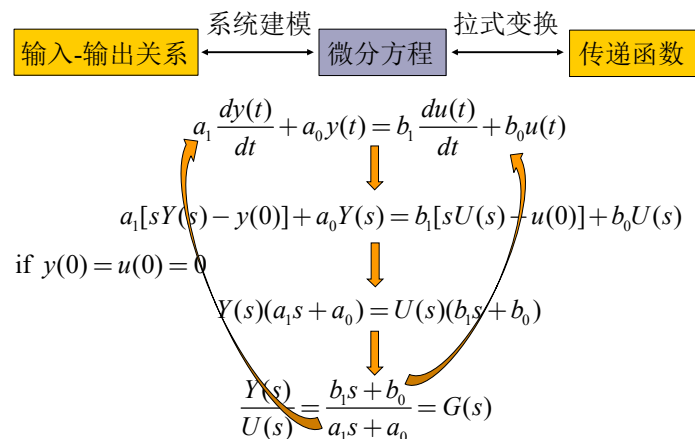 系统建模 拉式变换
输入-输出关系 微分方程 传递函数
a₁ dy(t)/dt + a₀y(t) = b₁ du(t)/dt + b₀u(t)
a₁[sY(s) − y(0)] + a₀Y(s) = b₁[sU(s) − u(0)] + b₀U(s)
if y(0) = u(0) = 0
Y(s)(a₁s + a₀) = U(s)(b₁s + b₀)
Y(s)/U(s) = (b₁s + b₀)/(a₁s + a₀) = G(s)